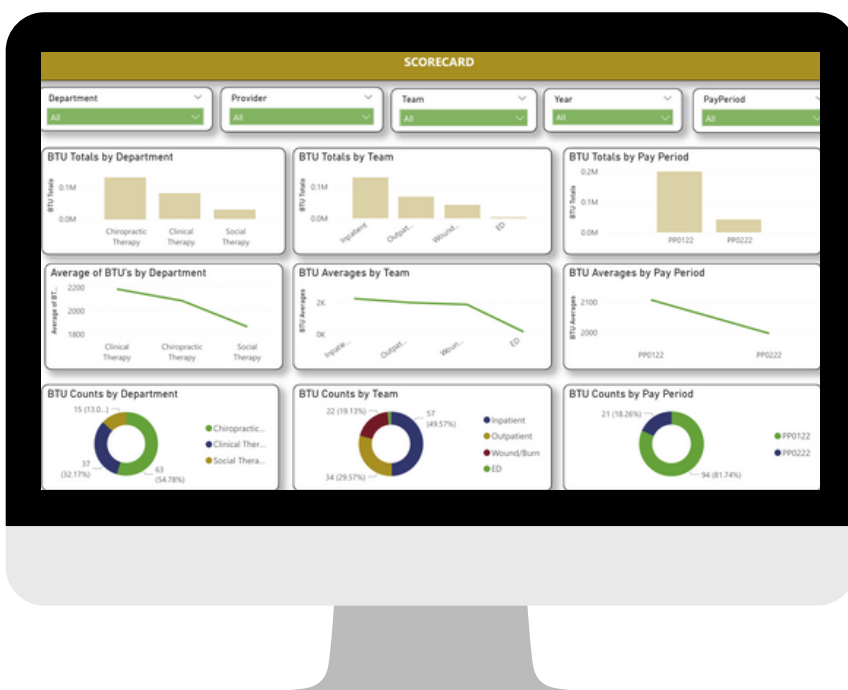 SCORECARD
Department
All
Provider
All
Team
All
Year
All
PayPeriod
All
BTU Totals by Department
BTU Totals
0.1M
0.0M
Chiropractic
Therapy
Clinical
Therapy
Social
Therapy
BTU Totals by Team
BTU Totals
0.1M
0.0M
Inpatient
Outpat...
Wound...
ED
BTU Totals by Pay Period
BTU Totals
0.2M
0.1M
0.0M
PP0122
PP0222
Average of BTU's by Department
Average of BT...
2200
2000
1800
Clinical
Therapy
Chiropractic
Therapy
Social
Therapy
BTU Averages by Team
BTU Averages
2K
0K
Inpatie...
Outpat...
Woun...
ED
BTU Averages by Pay Period
BTU Averages
2100
2000
PP0122
PP0222
BTU Counts by Department
15 (13.0...)
37
(32.17%)
63
(54.78%)
Chiropractic...
Clinical Ther...
Social Thera...
BTU Counts by Team
22 (19.13%)
57
(49.57%)
34 (29.57%)
Inpatient
Outpatient
Wound/Burn
ED
BTU Counts by Pay Period
21 (18.26%)
94 (81.74%)
PP0122
PP0222